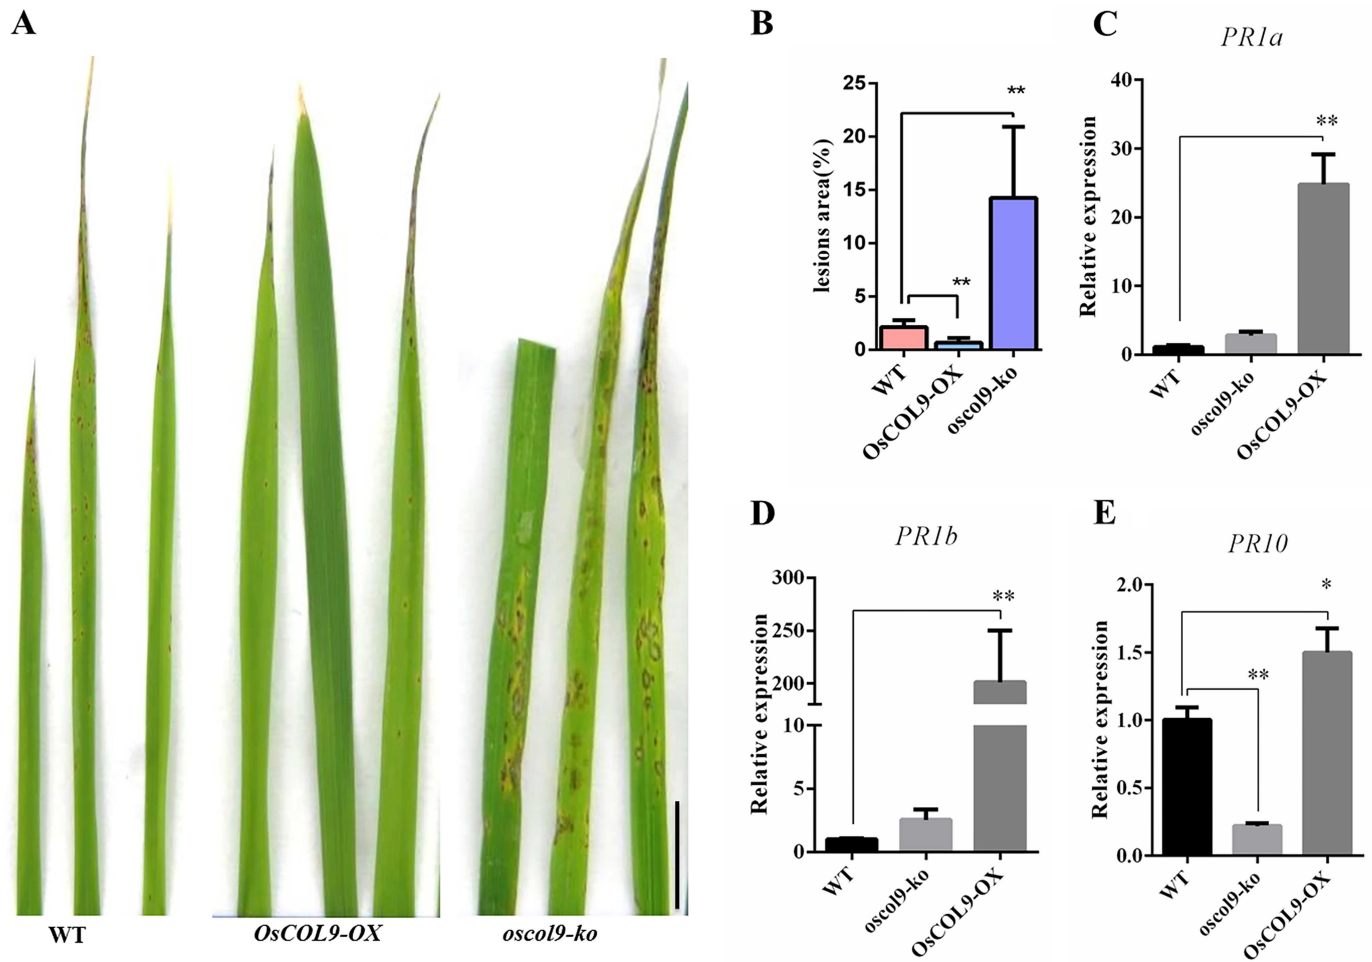 A
WT
OsCOL9-OX
oscol9-ko
B
lesions area(%)
25
20
15
10
5
0
**
**
WT
OsCOL9-OX
oscol9-ko
C
PR1a
Relative expression
40
30
20
10
0
**
WT
oscol9-ko
OsCOL9-OX
D
PR1b
Relative expression
300
250
200
10
5
0
**
WT
oscol9-ko
OsCOL9-OX
E
PR10
Relative expression
2.0
1.5
1.0
0.5
0.0
**
*
WT
oscol9-ko
OsCOL9-OX